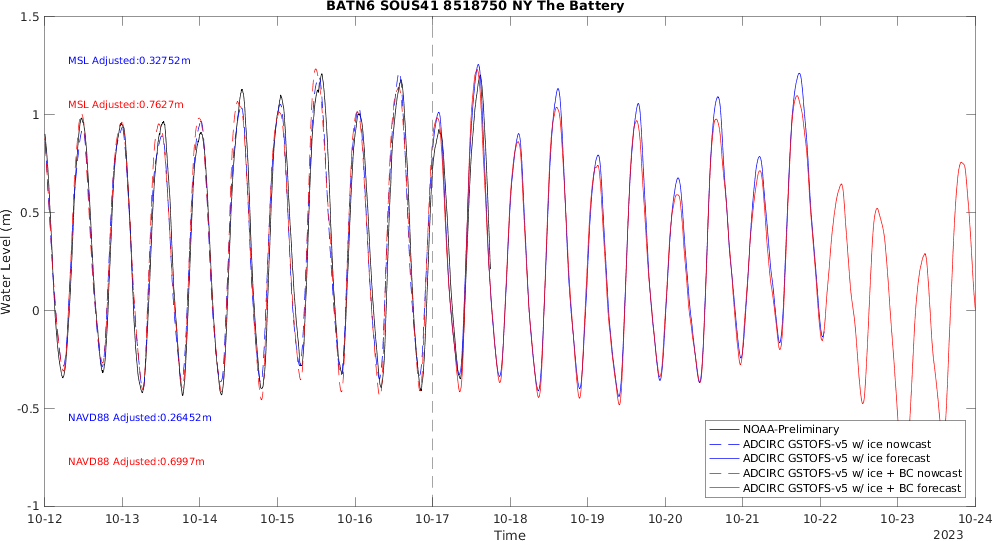 BATN6 SOUS41 8518750 NY The Battery
1.5
1
0.5
0
-0.5
-1
Water Level (m)
MSL Adjusted:0.32752m
MSL Adjusted:0.7627m
NAVD88 Adjusted:0.26452m
NAVD88 Adjusted:0.6997m
NOAA-Preliminary
ADCIRC GSTOFS-v5 w/ ice nowcast
ADCIRC GSTOFS-v5 w/ ice forecast
ADCIRC GSTOFS-v5 w/ ice + BC nowcast
ADCIRC GSTOFS-v5 w/ ice + BC forecast
10-12 10-13 10-14 10-15 10-16 10-17 10-18 10-19 10-20 10-21 10-22 10-23 10-24
Time
2023